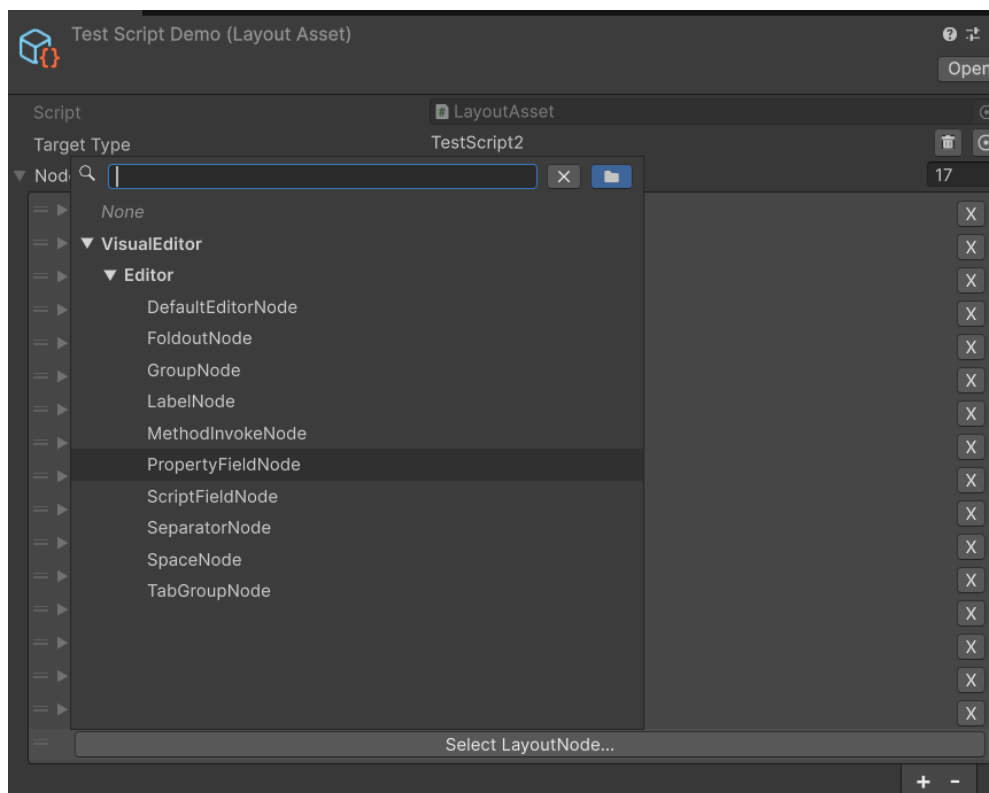 Test Script Demo (Layout Asset)
Open
Script
LayoutAsset
Target Type
TestScript2
Node
17
None
X
VisualEditor
X
Editor
X
DefaultEditorNode
X
FoldoutNode
X
GroupNode
X
LabelNode
X
MethodInvokeNode
X
PropertyFieldNode
X
ScriptFieldNode
X
SeparatorNode
X
SpaceNode
X
TabGroupNode
X
X
X
X
Select LayoutNode...
+ -